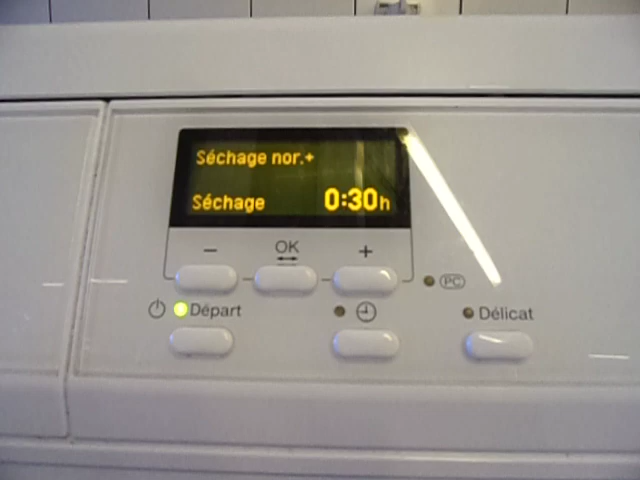 Séchage nor.+
Séchage 0:30h
− OK +
PC
Départ
Délicat